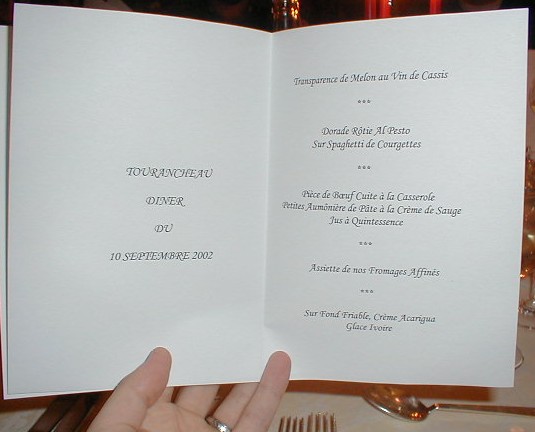 TOURANCHEAU
DINER
DU
10 SEPTEMBRE 2002
Transparence de Melon au Vin de Cassis
***
Dorade Rôtie Al Pesto
Sur Spaghetti de Courgettes
***
Pièce de Bœuf Cuite à la Casserole
Petites Aumônière de Pâte à la Crème de Sauge
Jus à Quintessence
***
Assiette de nos Fromages Affinés
***
Sur Fond Friable, Crème Acarigua
Glace Ivoire